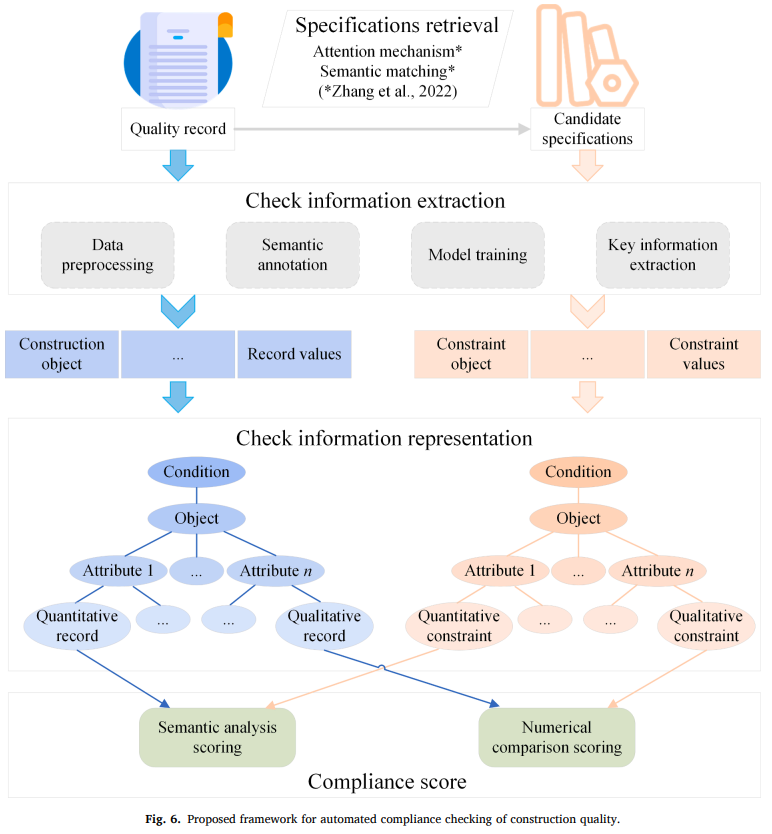 Specifications retrieval
Attention mechanism*
Semantic matching*
(*Zhang et al., 2022)
Quality record
Candidate
specifications
Check information extraction
Data
preprocessing
Semantic
annotation
Model training
Key information
extraction
Construction
object
...
Record values
Constraint
object
...
Constraint
values
Check information representation
Condition
Object
Attribute 1
...
Attribute n
Quantitative
record
...
...
Qualitative
record
Condition
Object
Attribute 1
...
Attribute n
Quantitative
constraint
...
...
Qualitative
constraint
Semantic analysis
scoring
Numerical
comparison scoring
Compliance score
Fig. 6. Proposed framework for automated compliance checking of construction quality.